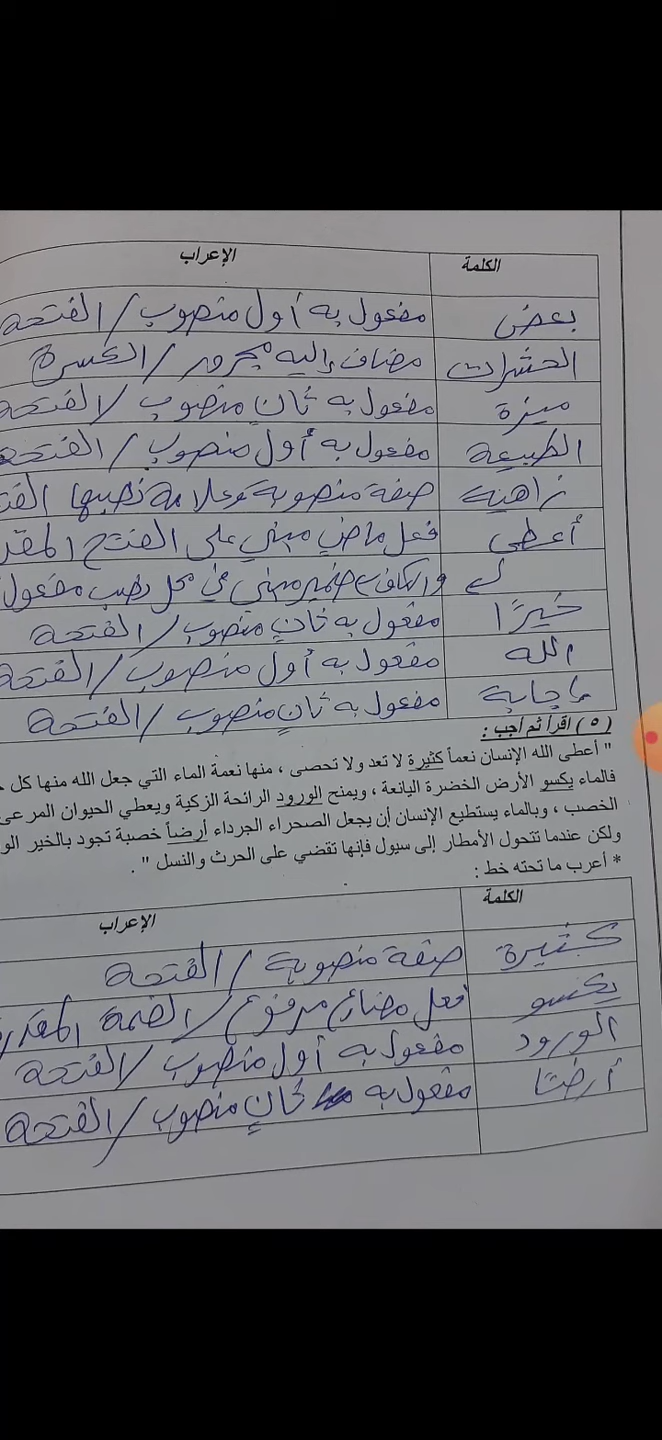 الكلمة الإعراب
بعض مفعول به أول منصوب / الفتحة
الحشرات مضاف إليه مجرور / الكسرة
ميزة مفعول به ثانٍ منصوب / الفتحة
الطبيعة مفعول به أول منصوب / الفتحة
زاهية صفة منصوبة وعلامة نصبها
أعطى فعل ماضٍ مبني على الفتح
ك والكاف ضمير مبني في محل نصب مفعول
خيرًا مفعول به ثانٍ منصوب / الفتحة
الله مفعول به أول منصوب / الفتحة
إجابة مفعول به ثانٍ منصوب / الفتحة
( ٥ ) اقرأ ثم أجب :
" أعطى الله الإنسان نعماً كثيرة لا تعد ولا تحصى ، منها نعمة الماء التي جعل الله منها كل
فالماء يكسو الأرض الخضرة اليانعة ، ويمنح الورود الرائحة الزكية ويعطي الحيوان المرعى
الخصب ، وبالماء يستطيع الإنسان أن يجعل الصحراء الجرداء أرضاً خصبة تجود بالخير
ولكن عندما تتحول الأمطار إلى سيول فإنها تقضي على الحرث والنسل " .
* أعرب ما تحته خط :
الكلمة الإعراب
كثيرة صفة منصوبة / الفتحة
يكسو فعل مضارع مرفوع / الضمة
الورود مفعول به أول منصوب / الفتحة
أرضًا مفعول به ثانٍ منصوب / الفتحة